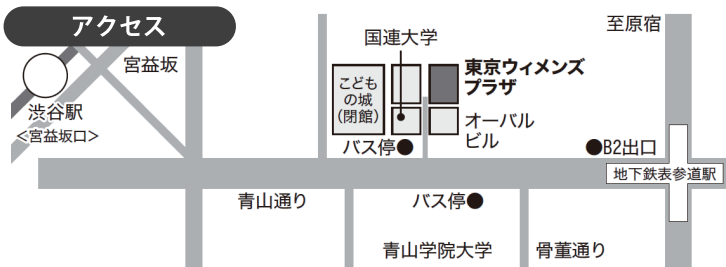 アクセス
至原宿
国連大学
宮益坂
東京ウィメンズ
プラザ
こども
の城
(閉館)
渋谷駅
<宮益坂口>
オーバル
ビル
バス停●
●B2出口
地下鉄表参道駅
青山通り
バス停●
青山学院大学
骨董通り